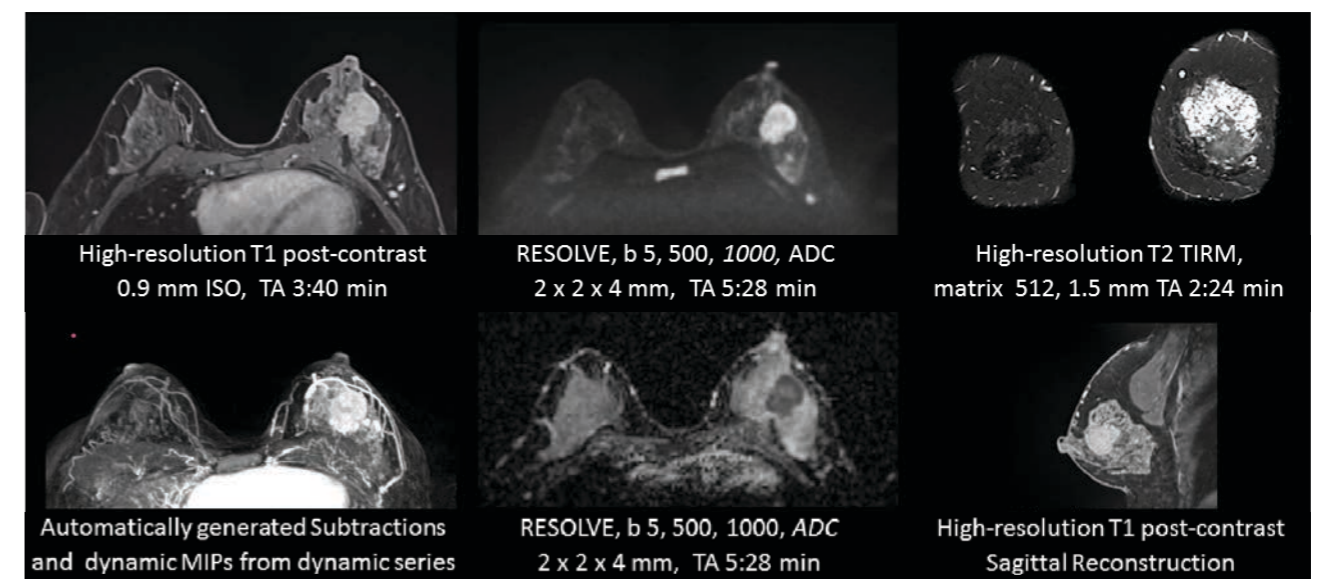 High-resolution T1 post-contrast
0.9 mm ISO, TA 3:40 min
RESOLVE, b 5, 500, 1000, ADC
2 x 2 x 4 mm, TA 5:28 min
High-resolution T2 TIRM,
matrix 512, 1.5 mm TA 2:24 min
Automatically generated Subtractions
and dynamic MIPs from dynamic series
RESOLVE, b 5, 500, 1000, ADC
2 x 2 x 4 mm, TA 5:28 min
High-resolution T1 post-contrast
Sagittal Reconstruction